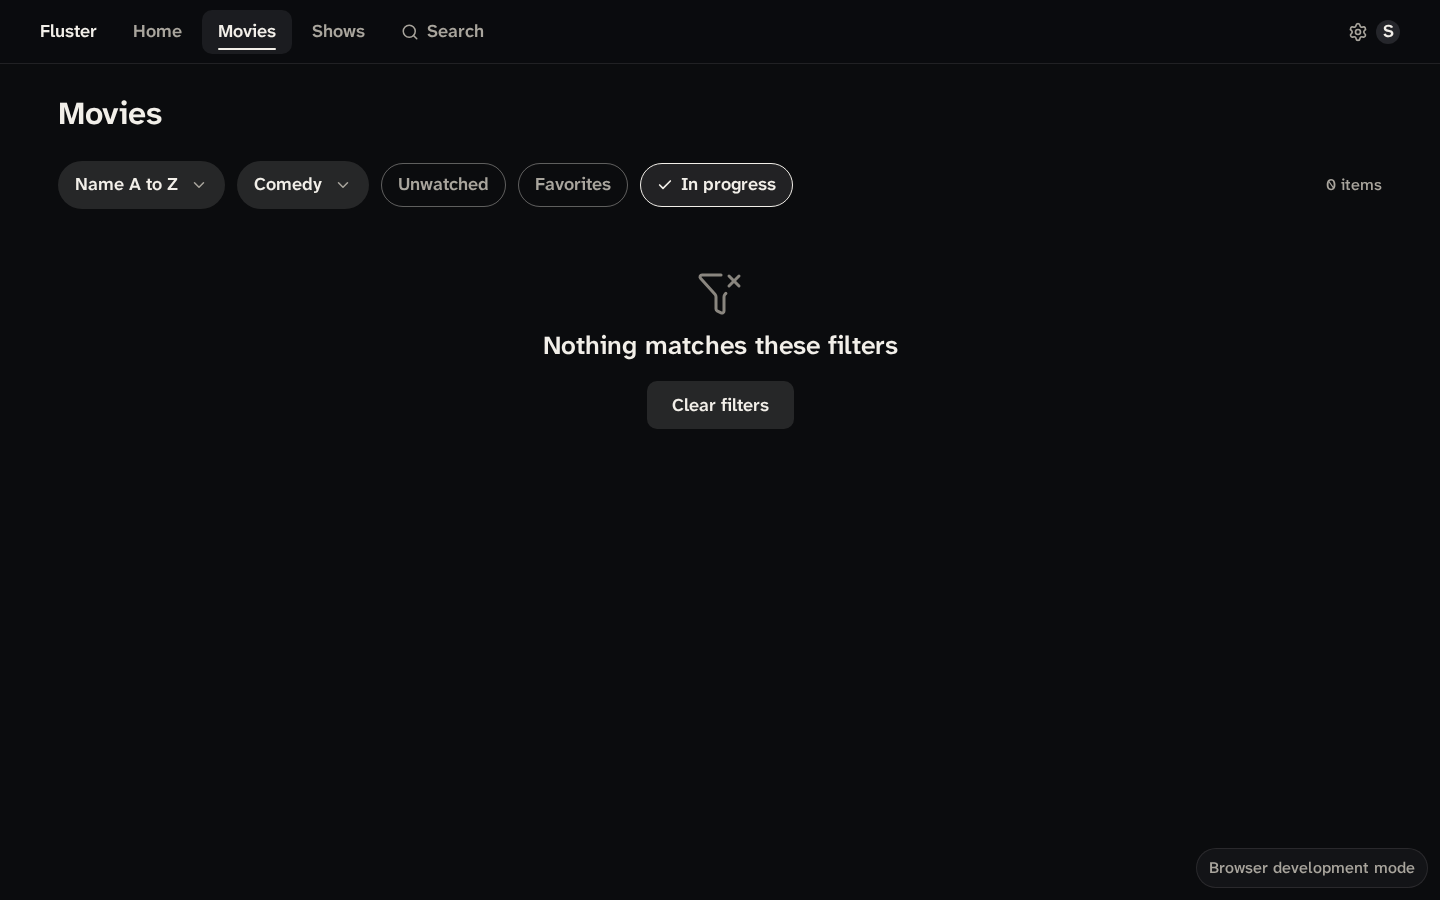 Fluster Home Movies Shows Search S
Movies
Name A to Z Comedy Unwatched Favorites In progress 0 items
Nothing matches these filters
Clear filters
Browser development mode